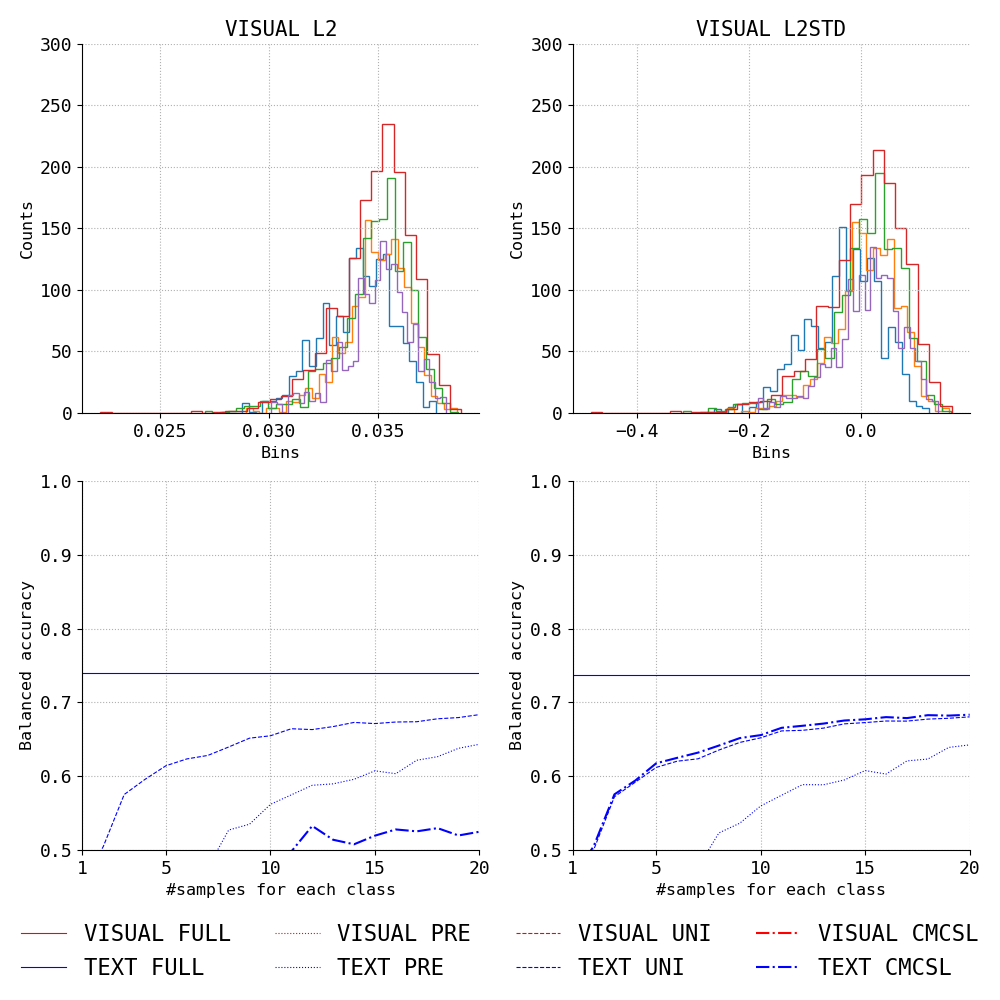 VISUAL L2
300
250
200
150
100
50
0
Counts
0.025 0.030 0.035
Bins
VISUAL L2STD
300
250
200
150
100
50
0
Counts
−0.4 −0.2 0.0
Bins
1.0
0.9
0.8
0.7
0.6
0.5
Balanced accuracy
1 5 10 15 20
#samples for each class
1.0
0.9
0.8
0.7
0.6
0.5
Balanced accuracy
1 5 10 15 20
#samples for each class
VISUAL FULL VISUAL PRE VISUAL UNI VISUAL CMCSL
TEXT FULL TEXT PRE TEXT UNI TEXT CMCSL